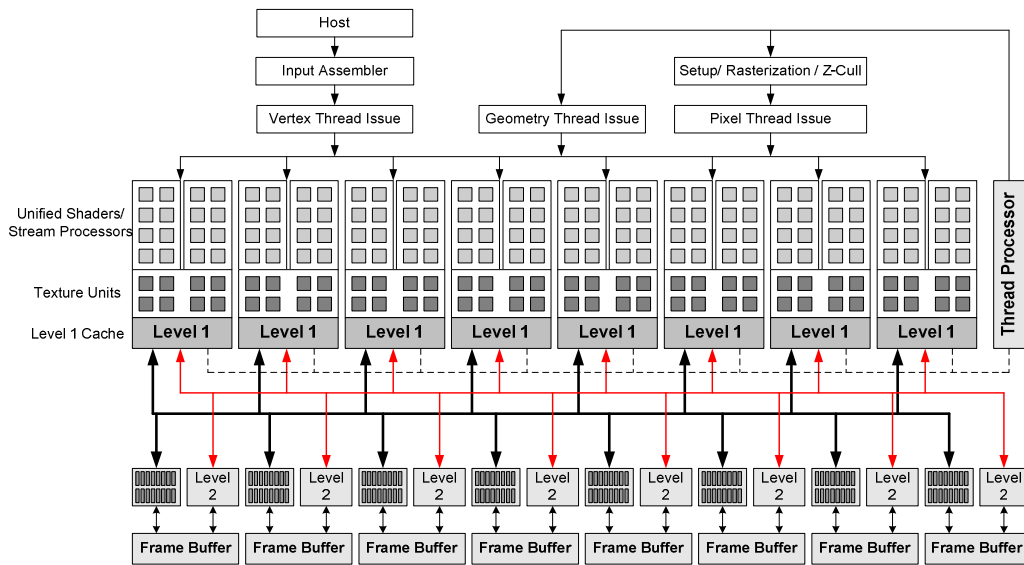 Host
Input Assembler
Setup/ Rasterization / Z-Cull
Vertex Thread Issue
Geometry Thread Issue
Pixel Thread Issue
Unified Shaders/
Stream Processors
Texture Units
Level 1 Cache
Level 1
Level 1
Level 1
Level 1
Level 1
Level 1
Level 1
Level 1
Thread Processor
Level
2
Level
2
Level
2
Level
2
Level
2
Level
2
Level
2
Level
2
Frame Buffer
Frame Buffer
Frame Buffer
Frame Buffer
Frame Buffer
Frame Buffer
Frame Buffer
Frame Buffer